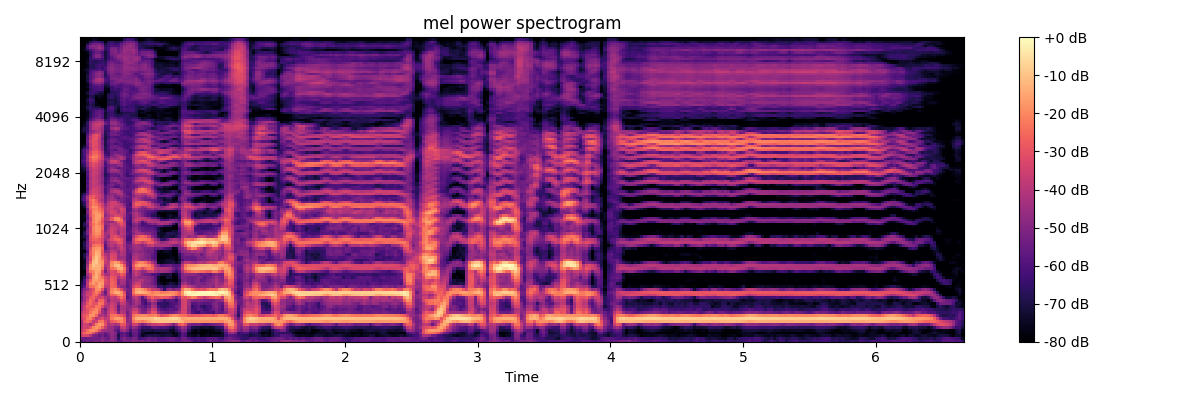 mel power spectrogram
8192
4096
2048
1024
512
0
Hz
0 1 2 3 4 5 6
Time
+0 dB
-10 dB
-20 dB
-30 dB
-40 dB
-50 dB
-60 dB
-70 dB
-80 dB